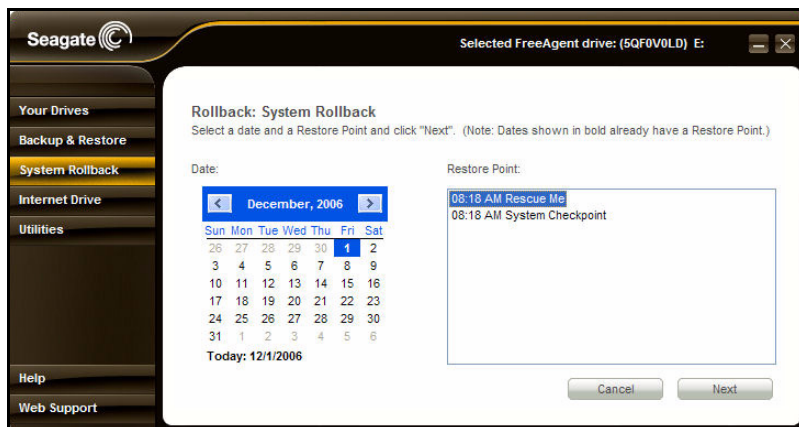 Seagate
Selected FreeAgent drive: (5QF0V0LD) E:
Your Drives
Backup & Restore
System Rollback
Internet Drive
Utilities
Help
Web Support
Rollback: System Rollback
Select a date and a Restore Point and click "Next". (Note: Dates shown in bold already have a Restore Point.)
Date:
December, 2006
Sun Mon Tue Wed Thu Fri Sat
26 27 28 29 30 1 2
3 4 5 6 7 8 9
10 11 12 13 14 15 16
17 18 19 20 21 22 23
24 25 26 27 28 29 30
31 1 2 3 4 5 6
Today: 12/1/2006
Restore Point:
08:18 AM Rescue Me
08:18 AM System Checkpoint
Cancel
Next